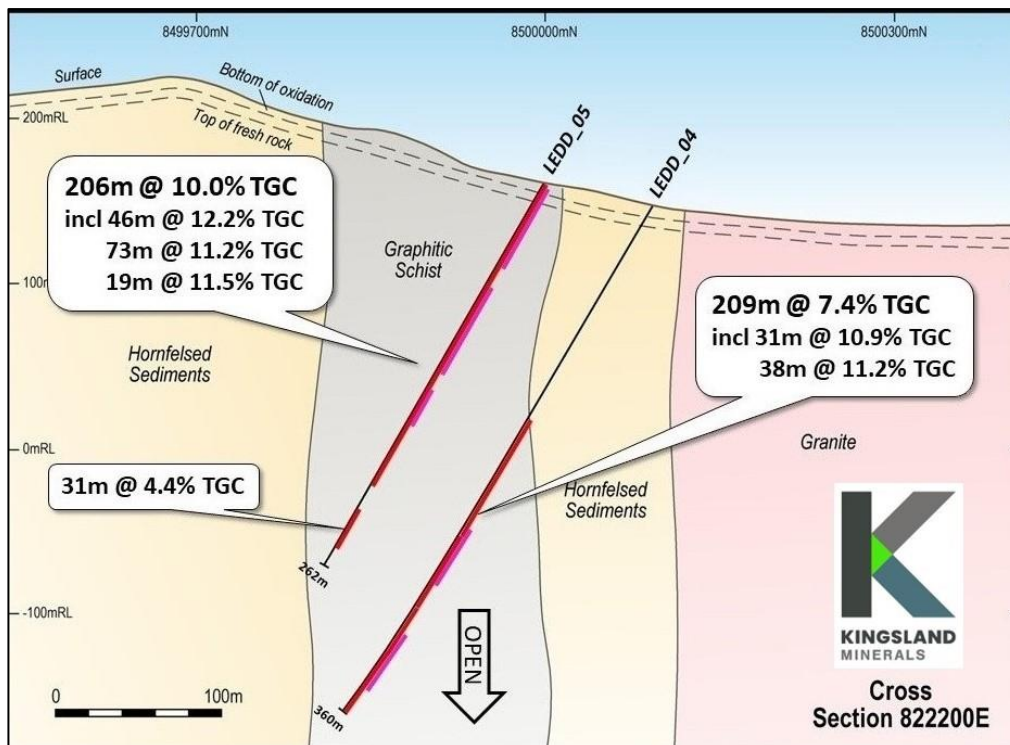 8499700mN
8500000mN
8500300mN
Surface
Bottom of oxidation
Top of fresh rock
200mRL
LEDD_05
LEDD_04
206m @ 10.0% TGC
incl 46m @ 12.2% TGC
73m @ 11.2% TGC
19m @ 11.5% TGC
Graphitic
Schist
100m
209m @ 7.4% TGC
incl 31m @ 10.9% TGC
38m @ 11.2% TGC
Hornfelsed
Sediments
0mRL
Granite
31m @ 4.4% TGC
Hornfelsed
Sediments
262m
-100mRL
OPEN
KINGSLAND
MINERALS
360m
0
100m
Cross
Section 822200E